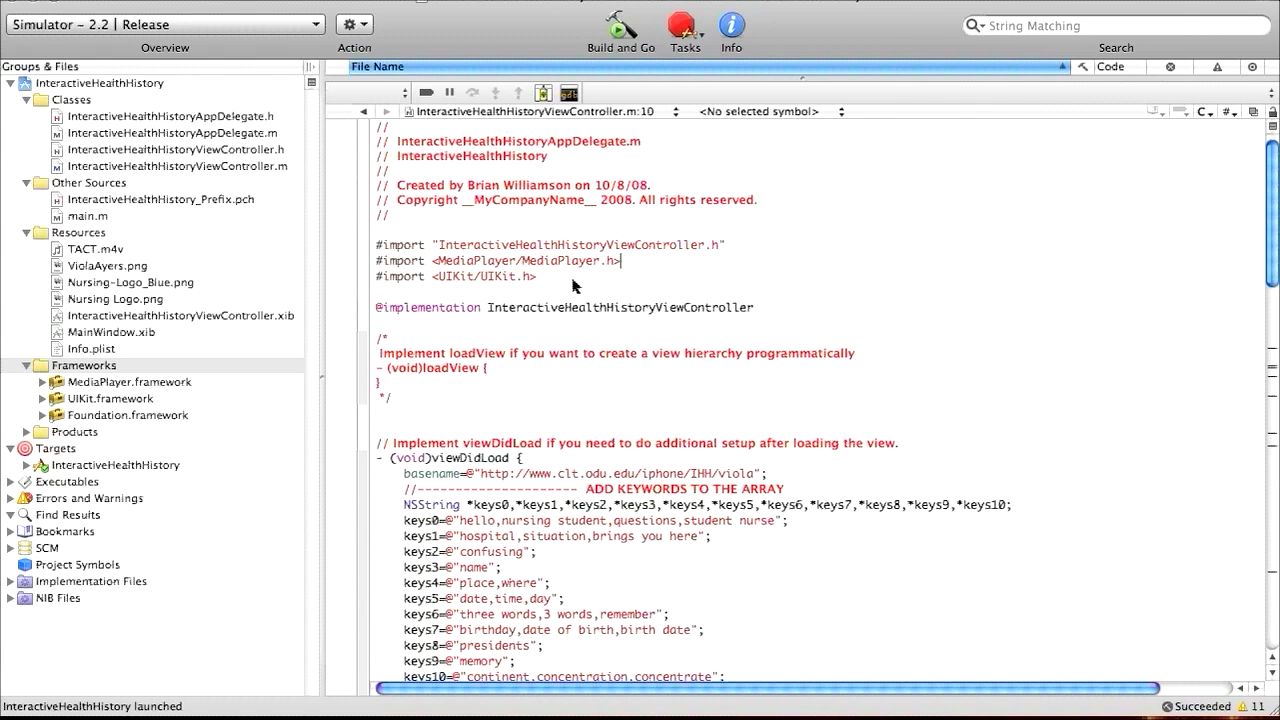 Simulator – 2.2 | Release
String Matching
Overview
Action
Build and Go
Tasks
Info
Search
Groups & Files
File Name
Code
InteractiveHealthHistory
Classes
InteractiveHealthHistoryAppDelegate.h
InteractiveHealthHistoryAppDelegate.m
InteractiveHealthHistoryViewController.h
InteractiveHealthHistoryViewController.m
Other Sources
InteractiveHealthHistory_Prefix.pch
main.m
Resources
TACT.m4v
ViolaAyers.png
Nursing-Logo_Blue.png
Nursing Logo.png
InteractiveHealthHistoryViewController.xib
MainWindow.xib
Info.plist
Frameworks
MediaPlayer.framework
UIKit.framework
Foundation.framework
Products
Targets
InteractiveHealthHistory
Executables
Errors and Warnings
Find Results
Bookmarks
SCM
Project Symbols
Implementation Files
NIB Files
gdb
InteractiveHealthHistoryViewController.m:10
<No selected symbol>
C
#
//
// InteractiveHealthHistoryAppDelegate.m
// InteractiveHealthHistory
//
// Created by Brian Williamson on 10/8/08.
// Copyright __MyCompanyName__ 2008. All rights reserved.
//
#import "InteractiveHealthHistoryViewController.h"
#import <MediaPlayer/MediaPlayer.h>
#import <UIKit/UIKit.h>
@implementation InteractiveHealthHistoryViewController
/*
Implement loadView if you want to create a view hierarchy programmatically
- (void)loadView {
}
*/
// Implement viewDidLoad if you need to do additional setup after loading the view.
- (void)viewDidLoad {
basename=@"http://www.clt.odu.edu/iphone/IHH/viola";
//--------------------- ADD KEYWORDS TO THE ARRAY
NSString *keys0,*keys1,*keys2,*keys3,*keys4,*keys5,*keys6,*keys7,*keys8,*keys9,*keys10;
keys0=@"hello,nursing student,questions,student nurse";
keys1=@"hospital,situation,brings you here";
keys2=@"confusing";
keys3=@"name";
keys4=@"place,where";
keys5=@"date,time,day";
keys6=@"three words,3 words,remember";
keys7=@"birthday,date of birth,birth date";
keys8=@"presidents";
keys9=@"memory";
keys10=@"continent,concentration,concentrate";
InteractiveHealthHistory launched
Succeeded
11